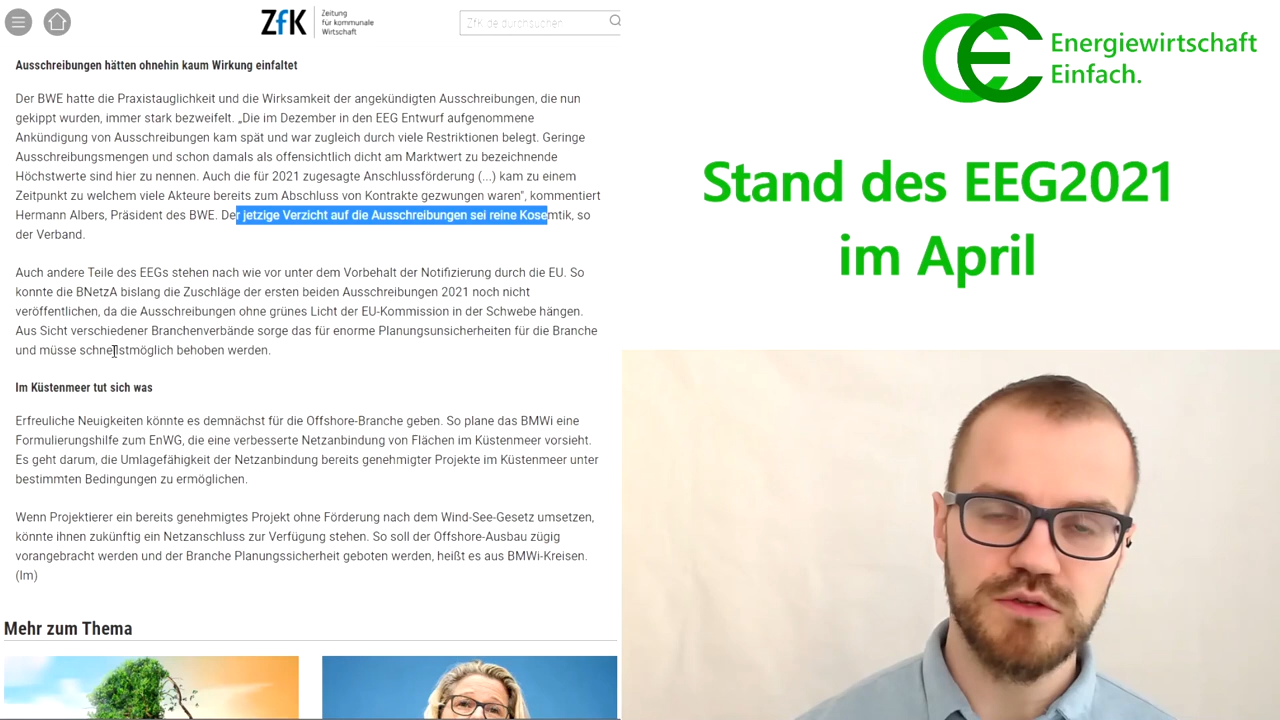 ZfK
Zeitung
für kommunale
Wirtschaft
ZfK.de durchsuchen
Ausschreibungen hätten ohnehin kaum Wirkung einfaltet
Der BWE hatte die Praxistauglichkeit und die Wirksamkeit der angekündigten Ausschreibungen, die nun
gekippt wurden, immer stark bezweifelt. „Die im Dezember in den EEG Entwurf aufgenommene
Ankündigung von Ausschreibungen kam spät und war zugleich durch viele Restriktionen belegt. Geringe
Ausschreibungsmengen und schon damals als offensichtlich dicht am Marktwert zu bezeichnende
Höchstwerte sind hier zu nennen. Auch die für 2021 zugesagte Anschlussförderung (...) kam zu einem
Zeitpunkt zu welchem viele Akteure bereits zum Abschluss von Kontrakte gezwungen waren", kommentiert
Hermann Albers, Präsident des BWE. Der jetzige Verzicht auf die Ausschreibungen sei reine Kosemtik, so
der Verband.
Auch andere Teile des EEGs stehen nach wie vor unter dem Vorbehalt der Notifizierung durch die EU. So
konnte die BNetzA bislang die Zuschläge der ersten beiden Ausschreibungen 2021 noch nicht
veröffentlichen, da die Ausschreibungen ohne grünes Licht der EU-Kommission in der Schwebe hängen.
Aus Sicht verschiedener Branchenverbände sorge das für enorme Planungsunsicherheiten für die Branche
und müsse schnellstmöglich behoben werden.
Im Küstenmeer tut sich was
Erfreuliche Neuigkeiten könnte es demnächst für die Offshore-Branche geben. So plane das BMWi eine
Formulierungshilfe zum EnWG, die eine verbesserte Netzanbindung von Flächen im Küstenmeer vorsieht.
Es geht darum, die Umlagefähigkeit der Netzanbindung bereits genehmigter Projekte im Küstenmeer unter
bestimmten Bedingungen zu ermöglichen.
Wenn Projektierer ein bereits genehmigtes Projekt ohne Förderung nach dem Wind-See-Gesetz umsetzen,
könnte ihnen zukünftig ein Netzanschluss zur Verfügung stehen. So soll der Offshore-Ausbau zügig
vorangebracht werden und der Branche Planungssicherheit geboten werden, heißt es aus BMWi-Kreisen.
(lm)
Mehr zum Thema
Energiewirtschaft
Einfach.
Stand des EEG2021
im April